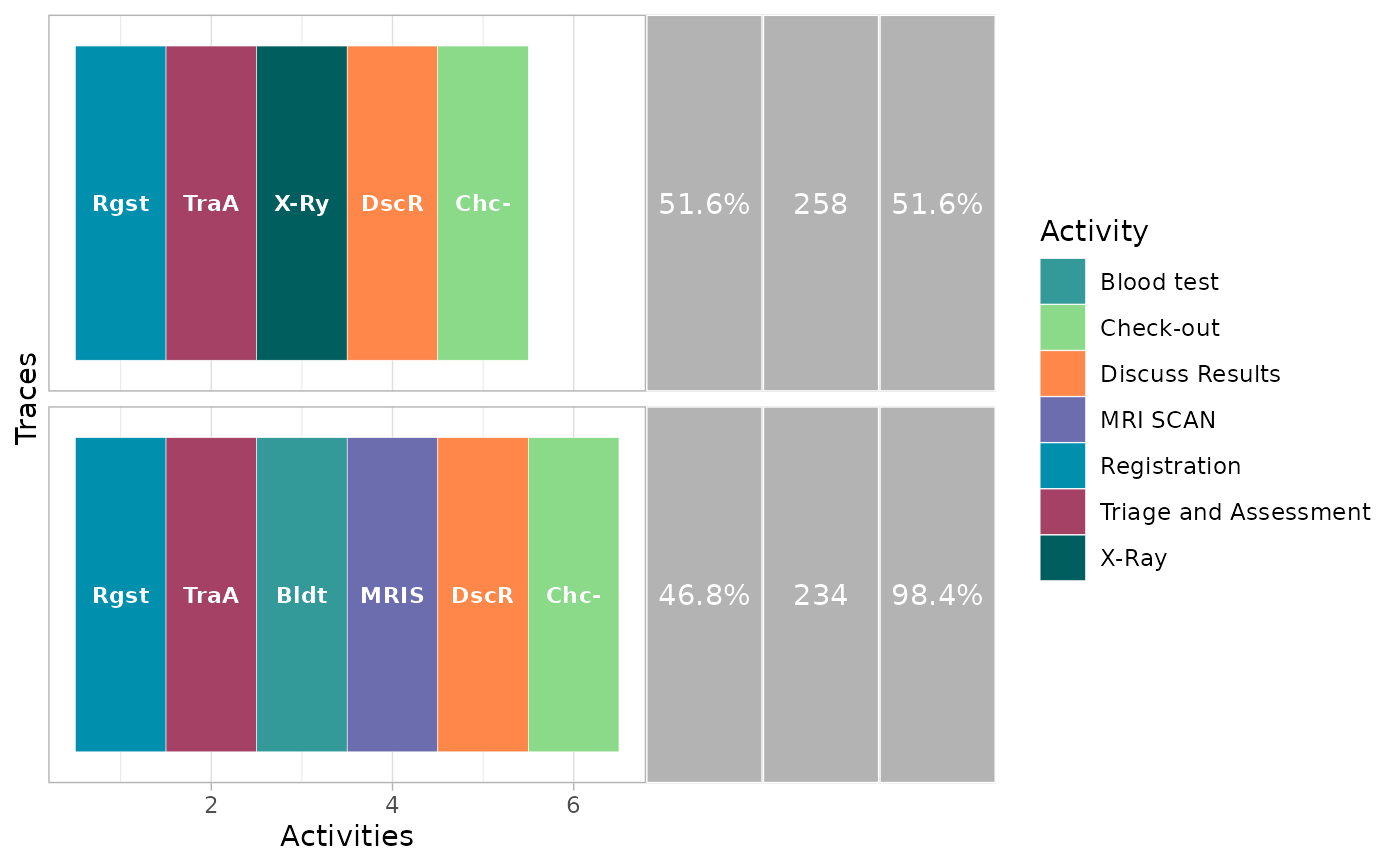 Rgst TraA X-Ry DscR Chc- 51.6% 258 51.6%
Traces
Rgst TraA Bldt MRIS DscR Chc- 46.8% 234 98.4%
2 4 6
Activities
Activity
Blood test
Check-out
Discuss Results
MRI SCAN
Registration
Triage and Assessment
X-Ray